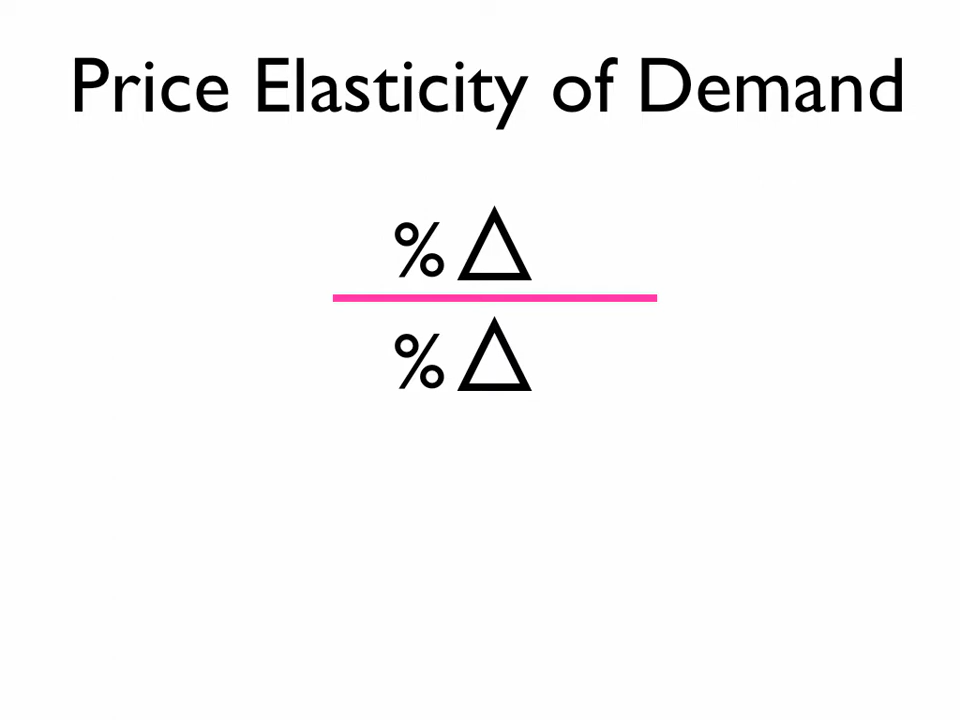 Price Elasticity of Demand
% Δ
% Δ